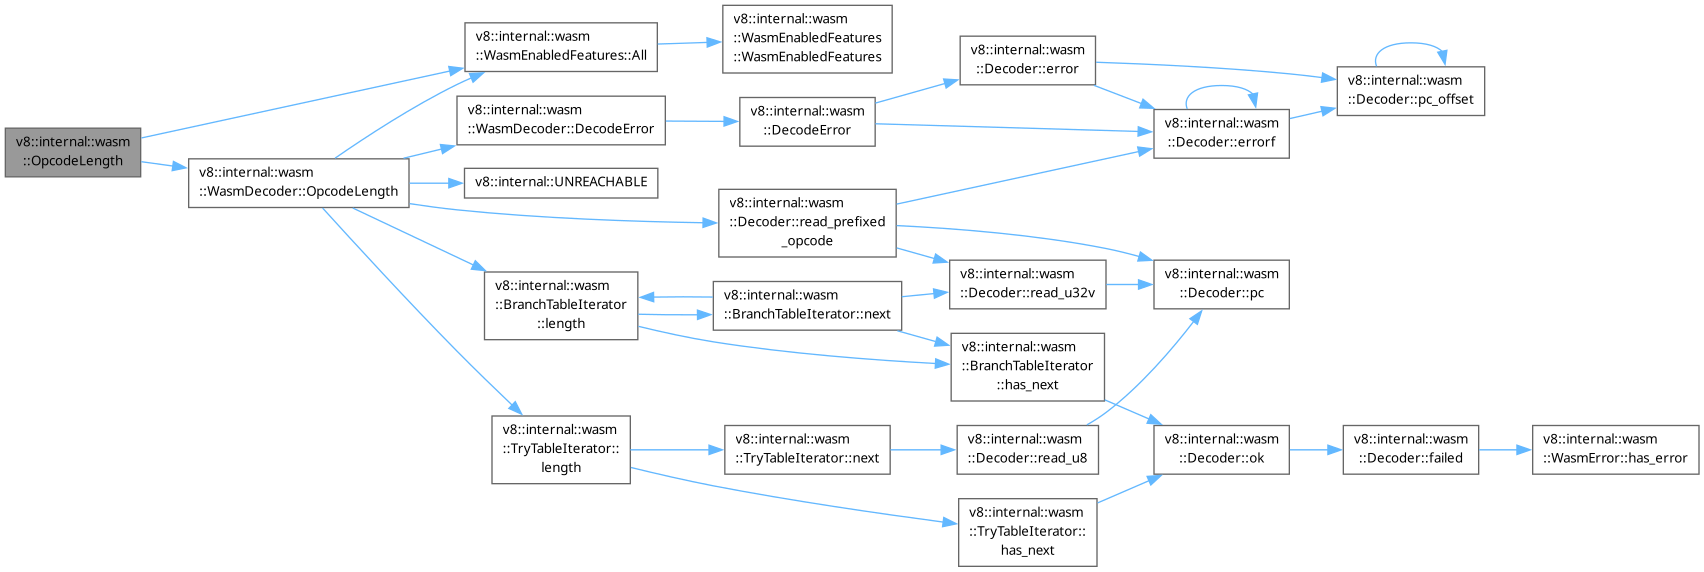 v8::internal::wasm
::OpcodeLength
v8::internal::wasm
::WasmDecoder::OpcodeLength
v8::internal::wasm
::WasmEnabledFeatures::All
v8::internal::wasm
::WasmDecoder::DecodeError
v8::internal::UNREACHABLE
v8::internal::wasm
::BranchTableIterator
::length
v8::internal::wasm
::TryTableIterator::
length
v8::internal::wasm
::WasmEnabledFeatures
::WasmEnabledFeatures
v8::internal::wasm
::DecodeError
v8::internal::wasm
::Decoder::read_prefixed
_opcode
v8::internal::wasm
::BranchTableIterator::next
v8::internal::wasm
::TryTableIterator::next
v8::internal::wasm
::Decoder::error
v8::internal::wasm
::Decoder::read_u32v
v8::internal::wasm
::BranchTableIterator
::has_next
v8::internal::wasm
::Decoder::read_u8
v8::internal::wasm
::TryTableIterator::
has_next
v8::internal::wasm
::Decoder::errorf
v8::internal::wasm
::Decoder::pc
v8::internal::wasm
::Decoder::ok
v8::internal::wasm
::Decoder::pc_offset
v8::internal::wasm
::Decoder::failed
v8::internal::wasm
::WasmError::has_error